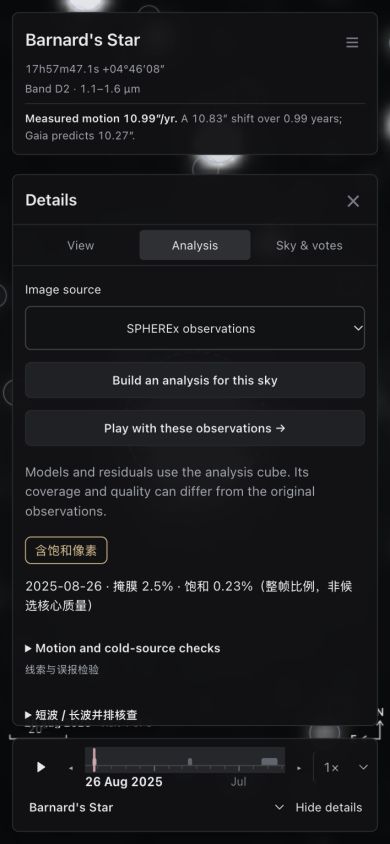 Barnard's Star
17h57m47.1s +04°46′08″
Band D2 · 1.1–1.6 μm
Measured motion 10.99″/yr. A 10.83″ shift over 0.99 years;
Gaia predicts 10.27″.
Details
View
Analysis
Sky & votes
Image source
SPHEREx observations
Build an analysis for this sky
Play with these observations →
Models and residuals use the analysis cube. Its
coverage and quality can differ from the original
observations.
含饱和像素
2025-08-26 · 掩膜 2.5% · 饱和 0.23%（整帧比例，非候
选核心质量）
▶ Motion and cold-source checks
线索与误报检验
▶ 短波 / 长波并排核查
N
20″
E
26 Aug 2025
Jul
1×
Barnard's Star
Hide details